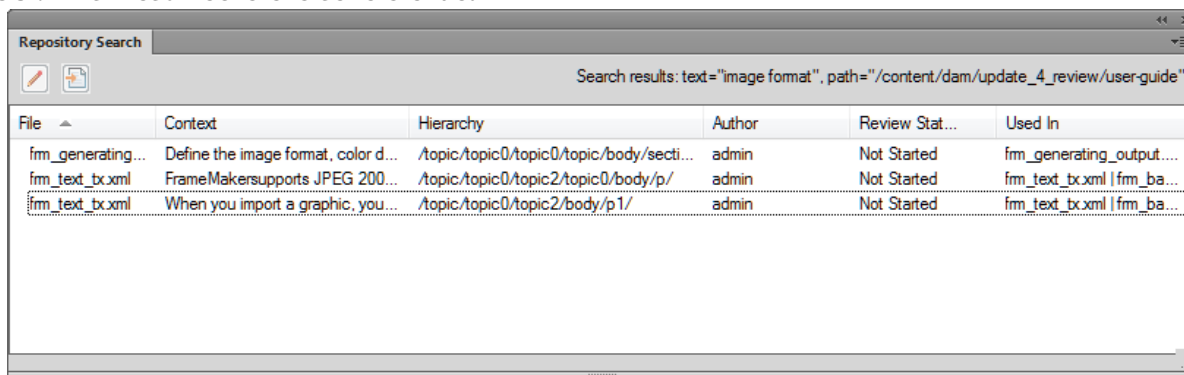 Repository Search
Search results: text="image format", path="/content/dam/update_4_review/user-guide"
File Context Hierarchy Author Review Stat... Used In
frm_generating... Define the image format, color d... /topic/topic0/topic0/topic/body/secti... admin Not Started frm_generating_output....
frm_text_tx.xml FrameMakersupports JPEG 200... /topic/topic0/topic2/topic0/body/p/ admin Not Started frm_text_tx.xml | frm_ba...
frm_text_tx.xml When you import a graphic, you... /topic/topic0/topic2/body/p1/ admin Not Started frm_text_tx.xml | frm_ba...